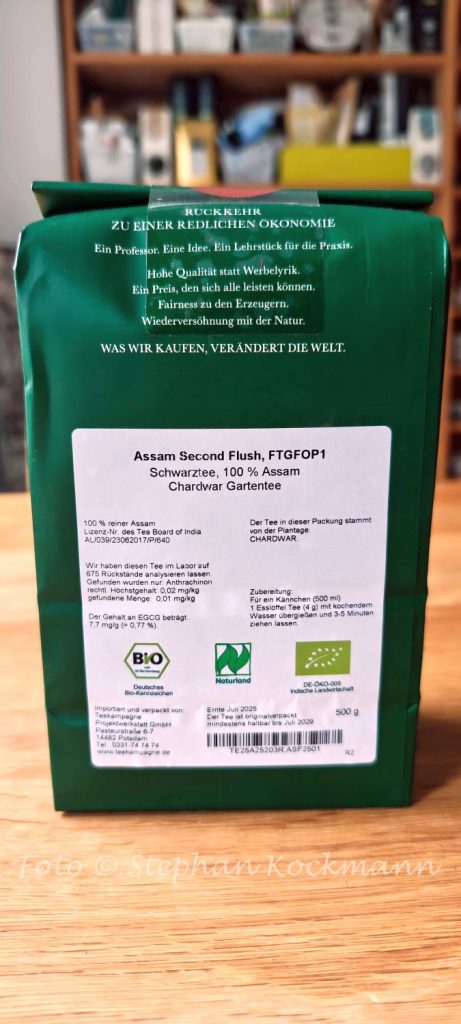 RÜCKKEHR
ZU EINER REDLICHEN ÖKONOMIE
Ein Professor. Eine Idee. Ein Lehrstück für die Praxis.
Hohe Qualität statt Werbelyrik.
Ein Preis, den sich alle leisten können.
Fairness zu den Erzeugern.
Wiederversöhnung mit der Natur.
WAS WIR KAUFEN, VERÄNDERT DIE WELT.
Assam Second Flush, FTGFOP1
Schwarztee, 100 % Assam
Chardwar Gartentee
100 % reiner Assam
Lizenz-Nr. des Tea Board of India
AL/039/23062017/P/640
Der Tee in dieser Packung stammt
von der Plantage,
CHARDWAR.
Wir haben diesen Tee im Labor auf
675 Rückstände analysieren lassen.
Gefunden wurden nur: Anthrachinon
rechtl. Höchstgehalt: 0,02 mg/kg
gefundene Menge: 0,01 mg/kg
Der Gehalt an EGCG beträgt:
7,7 mg/g (= 0,77 %).
Zubereitung:
Für ein Kännchen (500 ml)
1 Esslöffel Tee (4 g) mit kochendem
Wasser übergießen und 3-5 Minuten
ziehen lassen.
BIO
Deutsches
Bio-Kennzeichen
Naturland
DE-ÖKO-005
Indische Landwirtschaft
Importiert und verpackt von:
Teekampagne
Projektwerkstatt GmbH
Pasteurstraße 6-7
14482 Potsdam
Tel.: 0331-74 74 74
www.teekampagne.de
Ernte Juli 2025
Der Tee ist originalverpackt
mindestens haltbar bis Juli 2029
500 g
TE25A25203R,ASF2501
R2
Foto © Stephan Kockmann